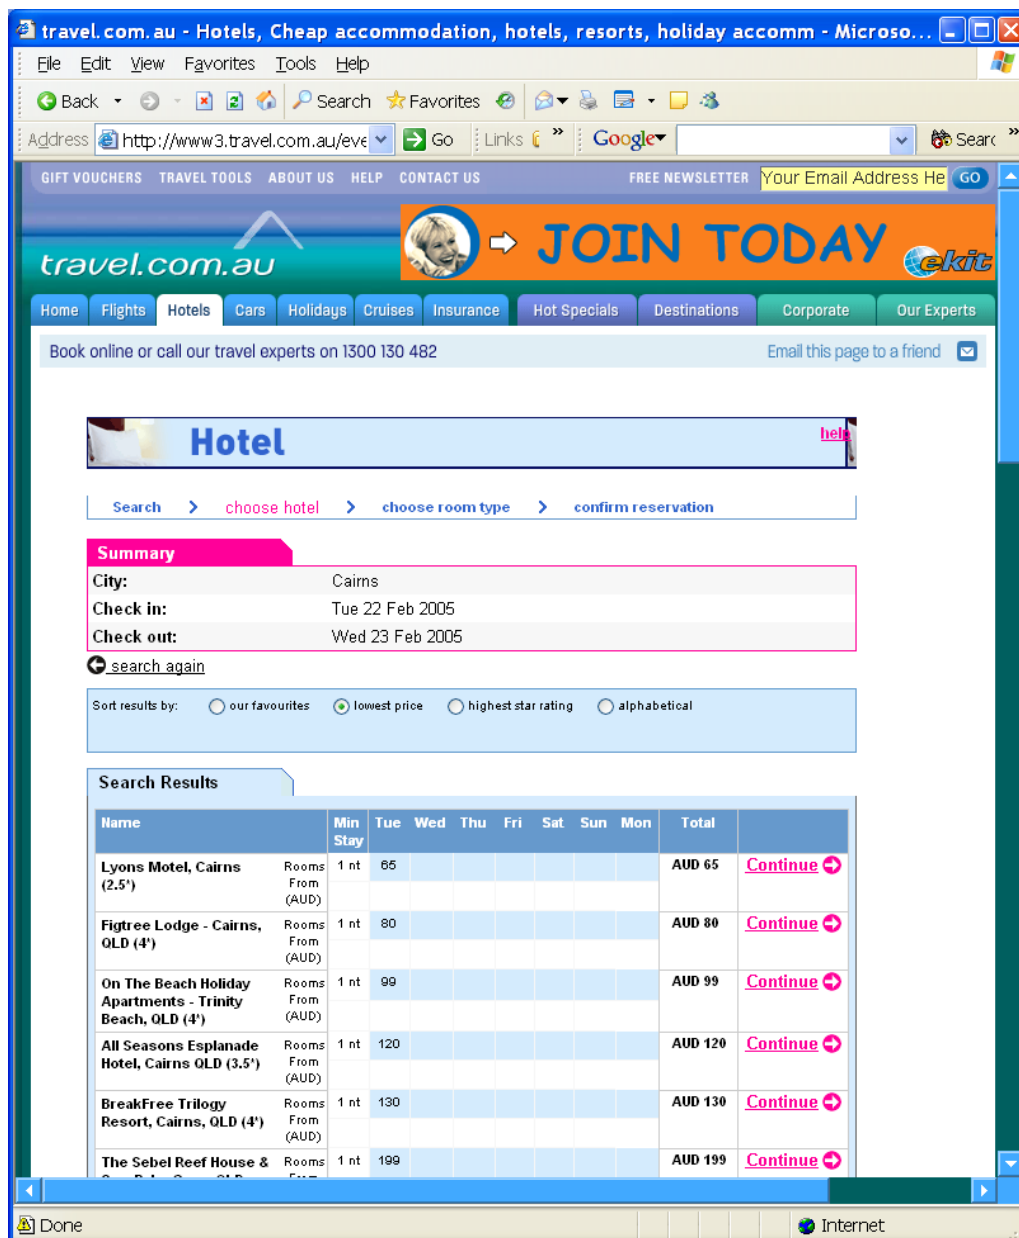 travel.com.au - Hotels, Cheap accommodation, hotels, resorts, holiday accomm - Microso...
File Edit View Favorites Tools Help
Back Search Favorites
Address http://www3.travel.com.au/eve Go Links » Google Searc »
GIFT VOUCHERS TRAVEL TOOLS ABOUT US HELP CONTACT US FREE NEWSLETTER Your Email Address He GO
travel.com.au JOIN TODAY ekit
Home Flights Hotels Cars Holidays Cruises Insurance Hot Specials Destinations Corporate Our Experts
Book online or call our travel experts on 1300 130 482 Email this page to a friend
Hotel help
Search > choose hotel > choose room type > confirm reservation
Summary
City: Cairns
Check in: Tue 22 Feb 2005
Check out: Wed 23 Feb 2005
search again
Sort results by: our favourites lowest price highest star rating alphabetical
Search Results
Name Min Stay Tue Wed Thu Fri Sat Sun Mon Total
Lyons Motel, Cairns (2.5*) Rooms From (AUD) 1 nt 65 AUD 65 Continue
Figtree Lodge - Cairns, QLD (4*) Rooms From (AUD) 1 nt 80 AUD 80 Continue
On The Beach Holiday Apartments - Trinity Beach, QLD (4*) Rooms From (AUD) 1 nt 99 AUD 99 Continue
All Seasons Esplanade Hotel, Cairns QLD (3.5*) Rooms From (AUD) 1 nt 120 AUD 120 Continue
BreakFree Trilogy Resort, Cairns, QLD (4*) Rooms From (AUD) 1 nt 130 AUD 130 Continue
The Sebel Reef House & Rooms 1 nt 199 AUD 199 Continue
Done Internet